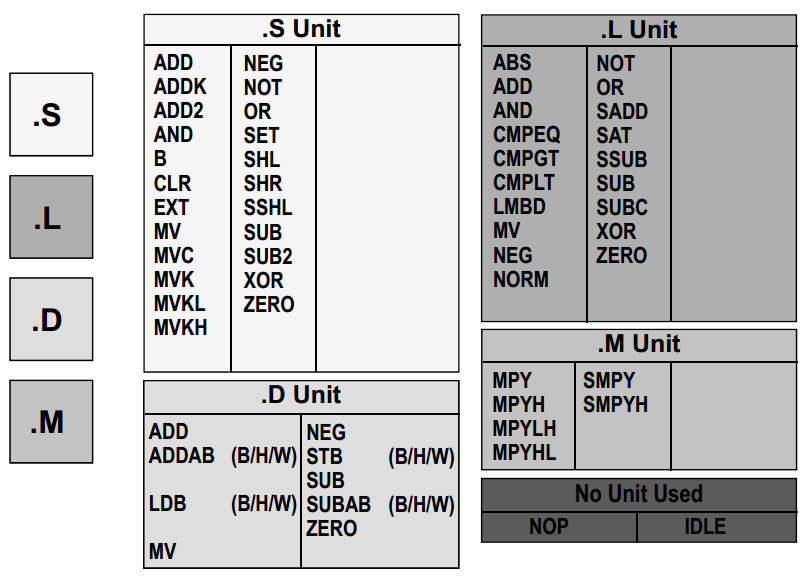 .S
.L
.D
.M
.S Unit
ADD NEG
ADDK NOT
ADD2 OR
AND SET
B SHL
CLR SHR
EXT SSHL
MV SUB
MVC SUB2
MVK XOR
MVKL ZERO
MVKH
.L Unit
ABS NOT
ADD OR
AND SADD
CMPEQ SAT
CMPGT SSUB
CMPLT SUB
LMBD SUBC
MV XOR
NEG ZERO
NORM
.D Unit
ADD NEG
ADDAB (B/H/W) STB (B/H/W)
SUB
LDB (B/H/W) SUBAB (B/H/W)
ZERO
MV
.M Unit
MPY SMPY
MPYH SMPYH
MPYLH
MPYHL
No Unit Used
NOP IDLE